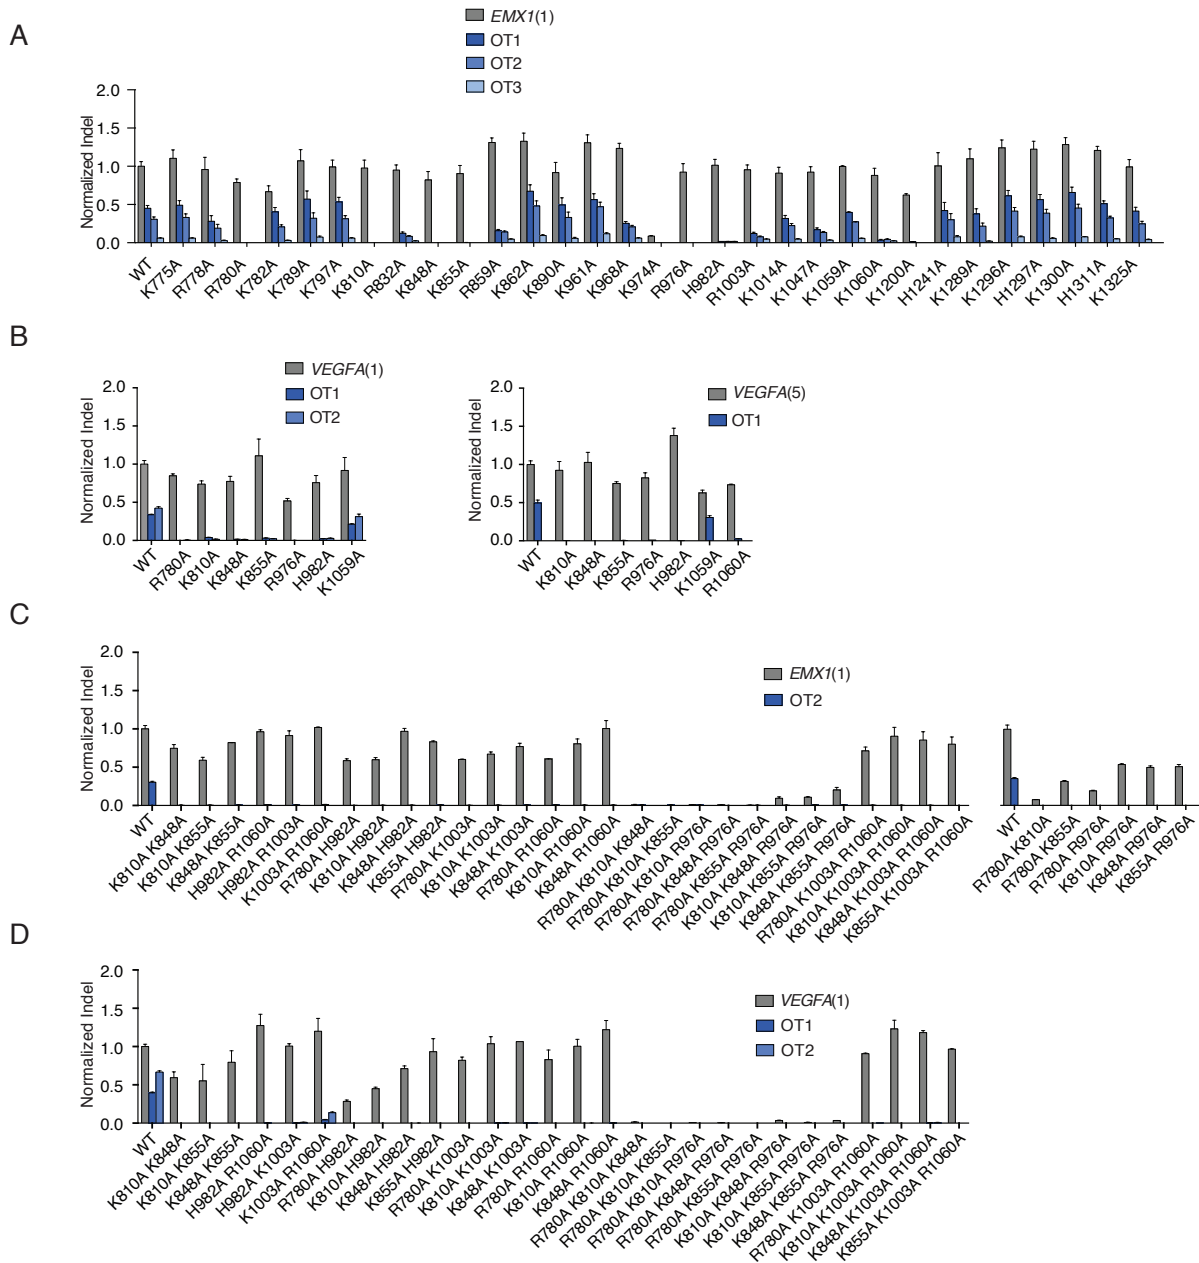 A
EMX1(1)
OT1
OT2
OT3
Normalized Indel
2.0
1.5
1.0
0.5
0.0
WT
K775A
R778A
R780A
K782A
K789A
K797A
K810A
R832A
K848A
K855A
R859A
K862A
K890A
K961A
K968A
K974A
R976A
H982A
R1003A
K1014A
K1047A
K1059A
K1060A
K1200A
H1241A
K1289A
K1296A
H1297A
K1300A
H1311A
K1325A
B
VEGFA(1)
OT1
OT2
Normalized Indel
2.0
1.5
1.0
0.5
0.0
WT
R780A
K810A
K848A
K855A
R976A
H982A
K1059A
VEGFA(5)
OT1
Normalized Indel
2.0
1.5
1.0
0.5
0.0
WT
K810A
K848A
K855A
R976A
H982A
K1059A
R1060A
C
EMX1(1)
OT2
Normalized Indel
2.0
1.5
1.0
0.5
0.0
WT
K810A K848A
K810A K855A
K848A K855A
H982A R1060A
H982A R1003A
K1003A R1060A
R780A H982A
K810A H982A
K848A H982A
K855A H982A
R780A K1003A
K810A K1003A
K848A K1003A
R780A R1060A
K810A R1060A
K848A R1060A
R780A K810A K848A
R780A K810A K855A
R780A K810A R976A
R780A K848A R976A
R780A K855A R976A
K810A K848A R976A
K810A K855A R976A
K848A K855A R976A
R780A K1003A R1060A
K810A K1003A R1060A
K848A K1003A R1060A
K855A K1003A R1060A
WT
R780A K810A
R780A K855A
R780A R976A
K810A R976A
K848A R976A
K855A R976A
D
VEGFA(1)
OT1
OT2
Normalized Indel
2.0
1.5
1.0
0.5
0.0
WT
K810A K848A
K810A K855A
K848A K855A
H982A R1060A
H982A K1003A
K1003A R1060A
R780A H982A
K810A H982A
K848A H982A
K855A H982A
R780A K1003A
K810A K1003A
K848A K1003A
R780A R1060A
K810A R1060A
K848A R1060A
R780A K810A K848A
R780A K810A K855A
R780A K810A R976A
R780A K848A R976A
R780A K855A R976A
K810A K848A R976A
K810A K855A R976A
K848A K855A R976A
R780A K1003A R1060A
K810A K1003A R1060A
K848A K1003A R1060A
K855A K1003A R1060A